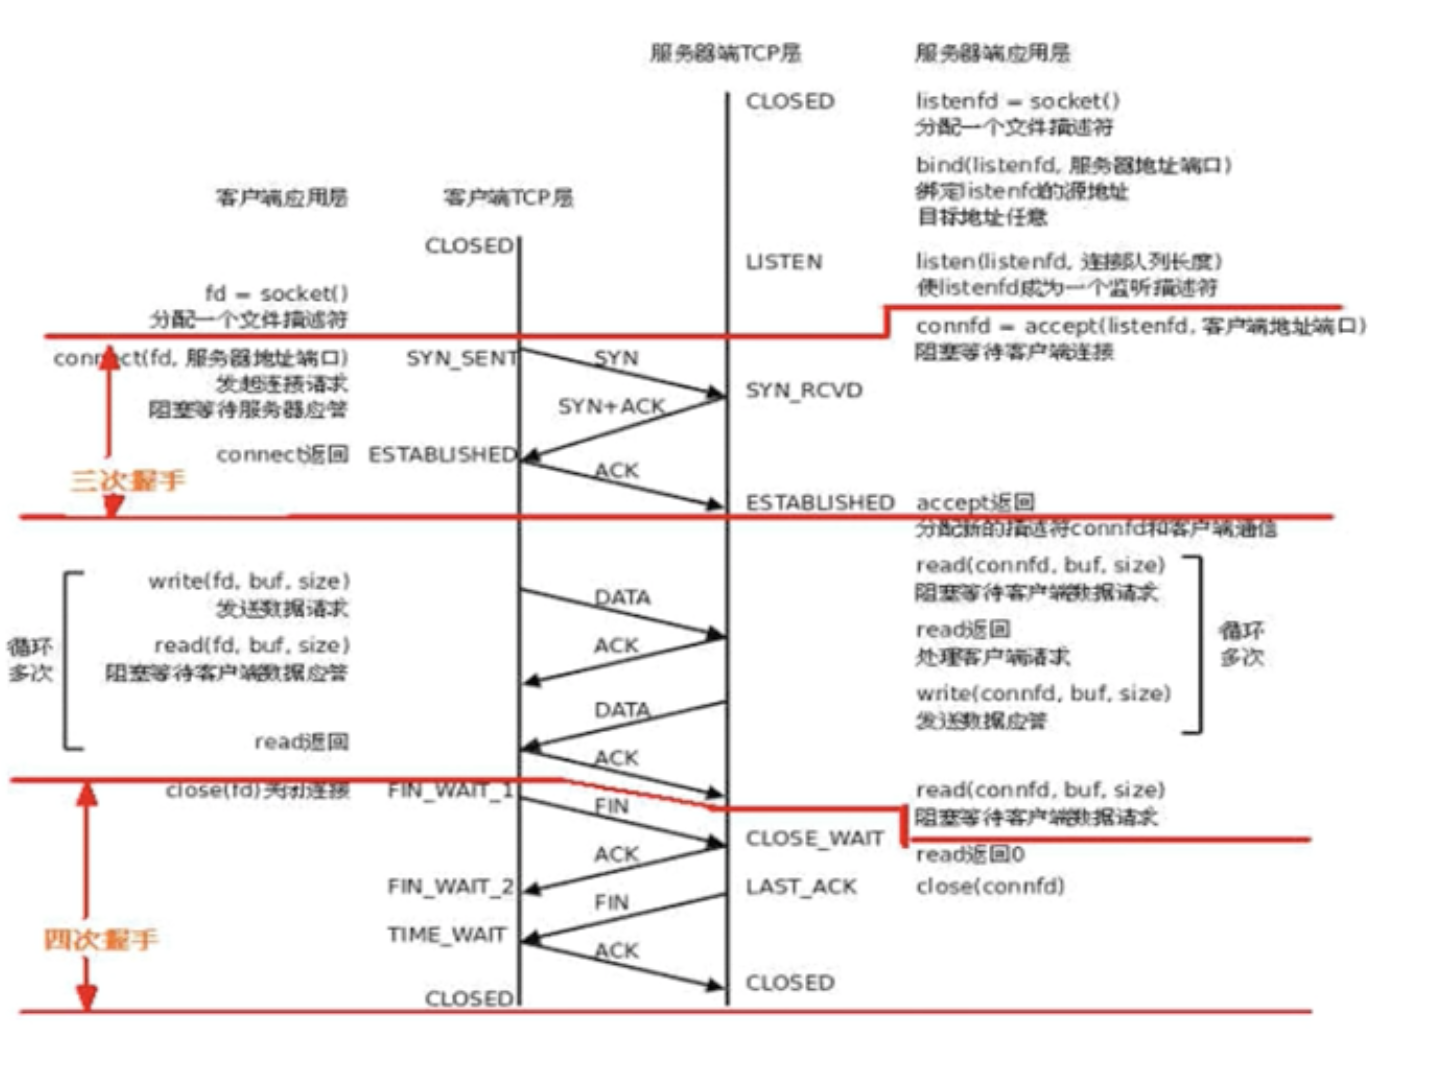 服务器端TCP层 服务器端应用层
CLOSED listenfd = socket()
分配一个文件描述符
bind(listenfd, 服务器地址端口)
绑定listenfd的源地址
目标地址任意
客户端应用层 客户端TCP层
CLOSED
LISTEN listen(listenfd, 连接队列长度)
使listenfd成为一个监听描述符
fd = socket()
分配一个文件描述符
connfd = accept(listenfd, 客户端地址端口)
阻塞等待客户端连接
connect(fd, 服务器地址端口) SYN_SENT SYN
发起连接请求
SYN_RCVD
阻塞等待服务器应答
SYN+ACK
connect返回 ESTABLISHED
ACK
三次握手
ESTABLISHED accept返回
分配新的描述符connfd和客户端通信
read(connfd, buf, size)
write(fd, buf, size)
阻塞等待客户端数据请求
DATA
发送数据请求
read返回
循环 read(fd, buf, size) ACK
循环
多次 阻塞等待客户端数据应答
处理客户端请求
多次
write(connfd, buf, size)
DATA
发送数据应答
read返回
ACK
close(fd)关闭连接 FIN_WAIT_1
read(connfd, buf, size)
FIN
阻塞等待客户端数据请求
CLOSE_WAIT
ACK
read返回0
FIN_WAIT_2 LAST_ACK close(connfd)
FIN
TIME_WAIT
四次握手
ACK
CLOSED
CLOSED